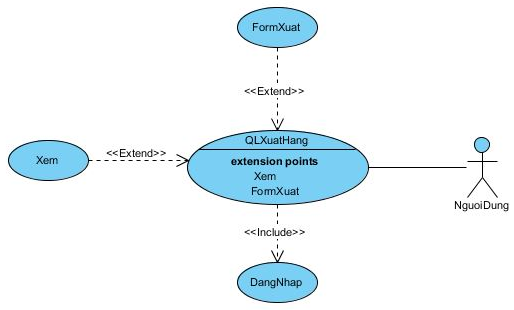 FormXuat
<<Extend>>
QLXuatHang
Xem
<<Extend>>
extension points
Xem
FormXuat
NguoiDung
<<Include>>
DangNhap